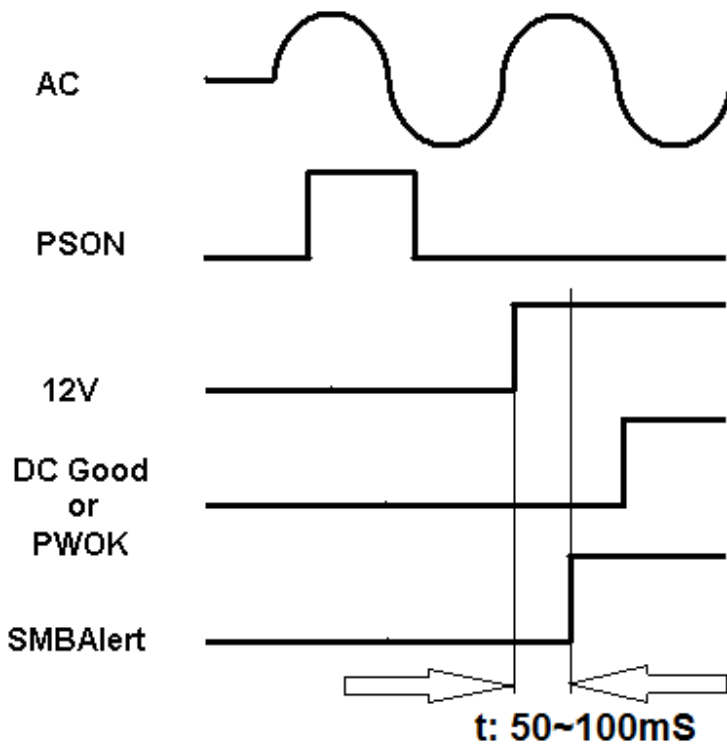 AC
PSON
12V
DC Good
or
PWOK
SMBAlert
t: 50~100mS